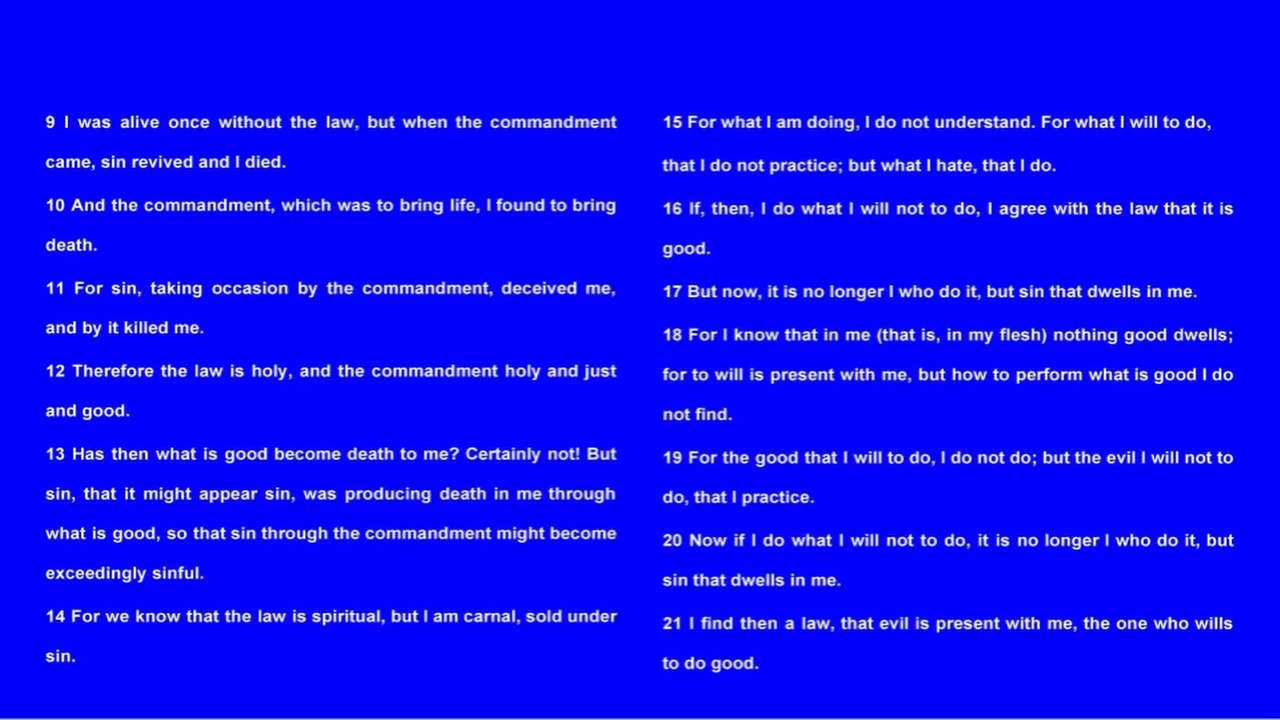 9 I was alive once without the law, but when the commandment
came, sin revived and I died.
10 And the commandment, which was to bring life, I found to bring
death.
11 For sin, taking occasion by the commandment, deceived me,
and by it killed me.
12 Therefore the law is holy, and the commandment holy and just
and good.
13 Has then what is good become death to me? Certainly not! But
sin, that it might appear sin, was producing death in me through
what is good, so that sin through the commandment might become
exceedingly sinful.
14 For we know that the law is spiritual, but I am carnal, sold under
sin.
15 For what I am doing, I do not understand. For what I will to do,
that I do not practice; but what I hate, that I do.
16 If, then, I do what I will not to do, I agree with the law that it is
good.
17 But now, it is no longer I who do it, but sin that dwells in me.
18 For I know that in me (that is, in my flesh) nothing good dwells;
for to will is present with me, but how to perform what is good I do
not find.
19 For the good that I will to do, I do not do; but the evil I will not to
do, that I practice.
20 Now if I do what I will not to do, it is no longer I who do it, but
sin that dwells in me.
21 I find then a law, that evil is present with me, the one who wills
to do good.